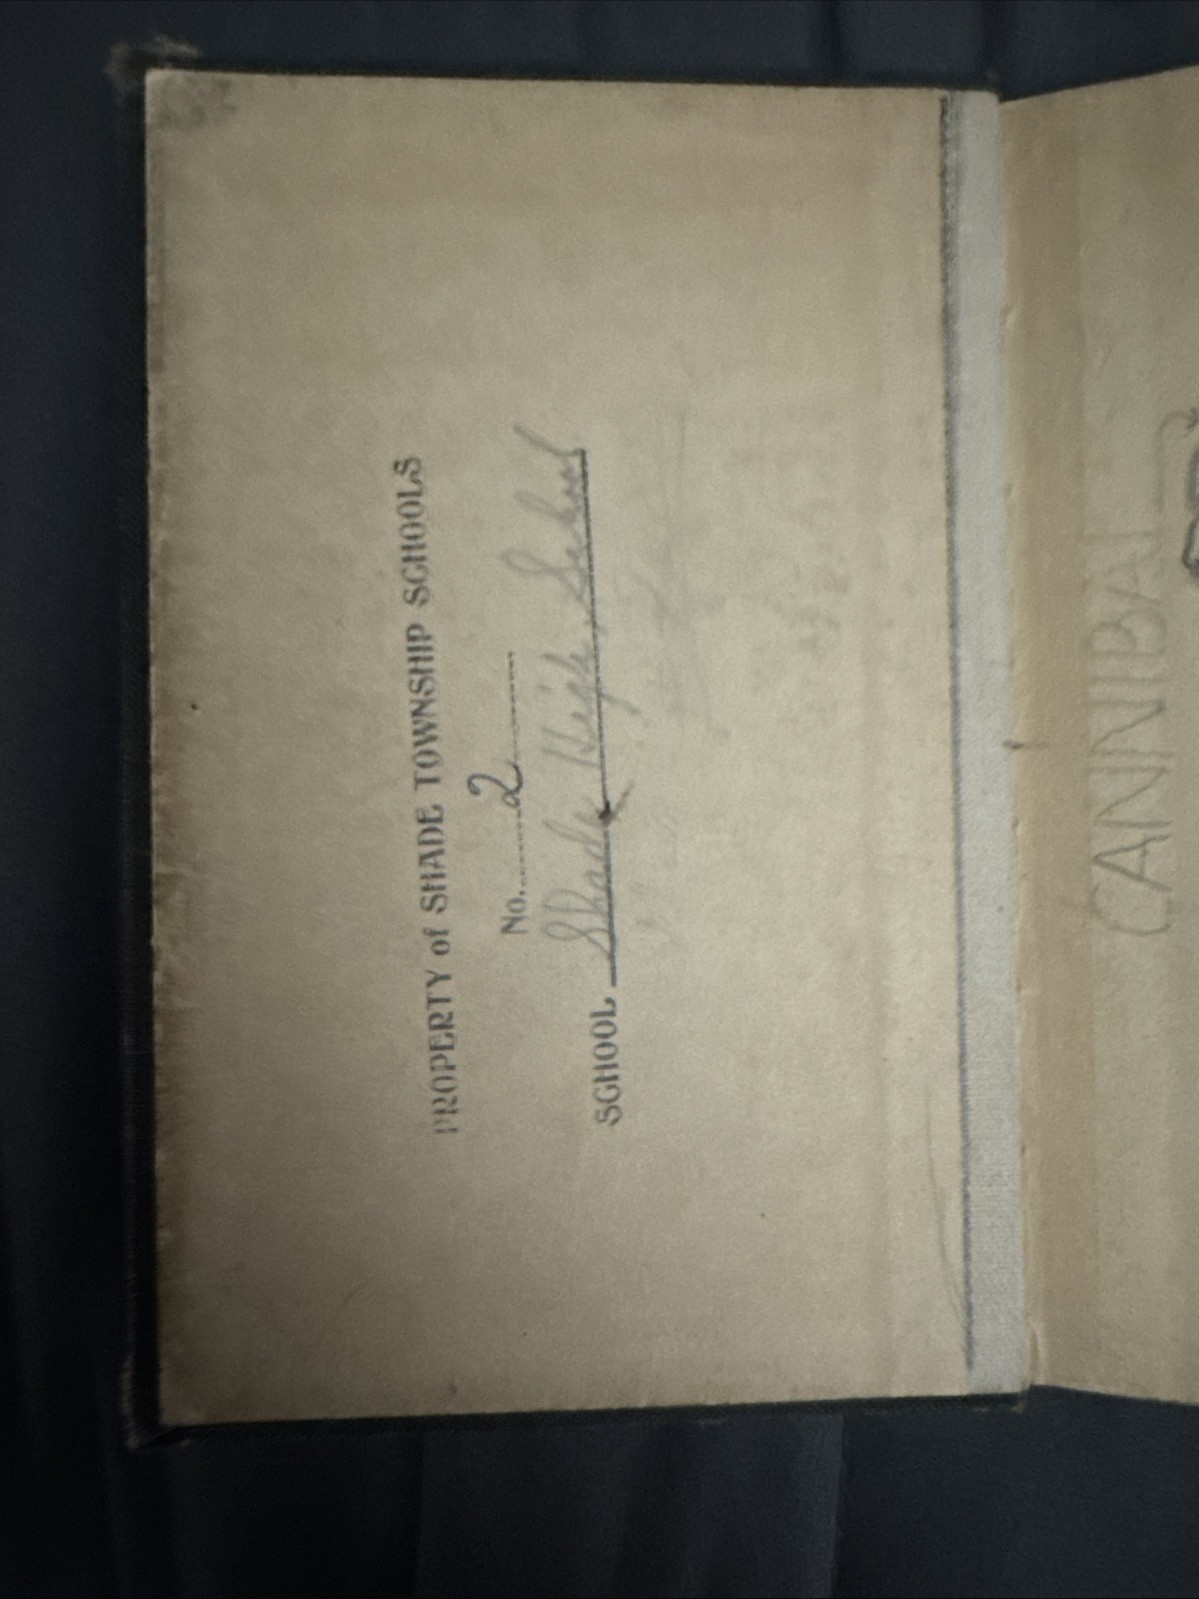 PROPERTY of SHADE TOWNSHIP SCHOOLS
No. 2
SCHOOL Shade High School
CANNIBAL